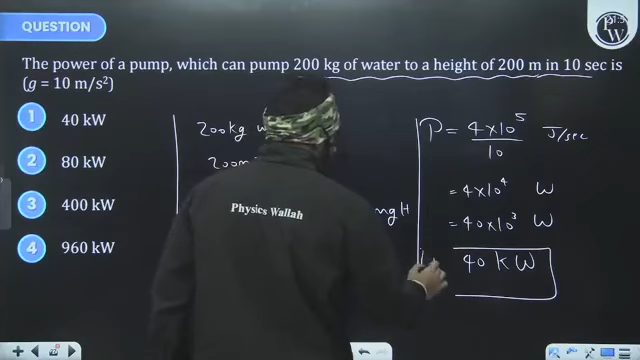 QUESTION
The power of a pump, which can pump 200 kg of water to a height of 200 m in 10 sec is
(g = 10 m/s²)
1 40 kW
2 80 kW
3 400 kW
4 960 kW
200kg w
200m
mgH
P = 4×10⁵ / 10 J/sec
= 4×10⁴ W
= 40×10³ W
40 kW
Physics Wallah
PW